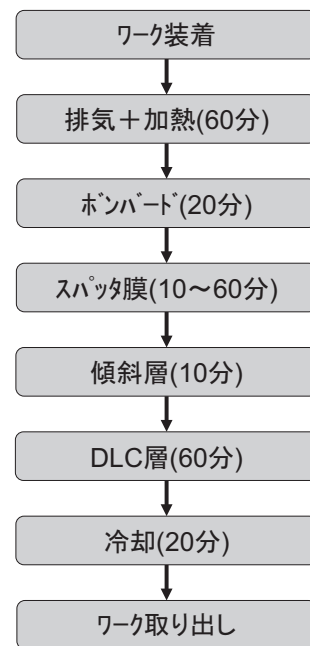 ワーク装着
排気＋加熱(60分)
ﾎﾞﾝﾊﾞｰﾄﾞ(20分)
ｽﾊﾟｯﾀ膜(10～60分)
傾斜層(10分)
DLC層(60分)
冷却(20分)
ﾜｰｸ取り出し